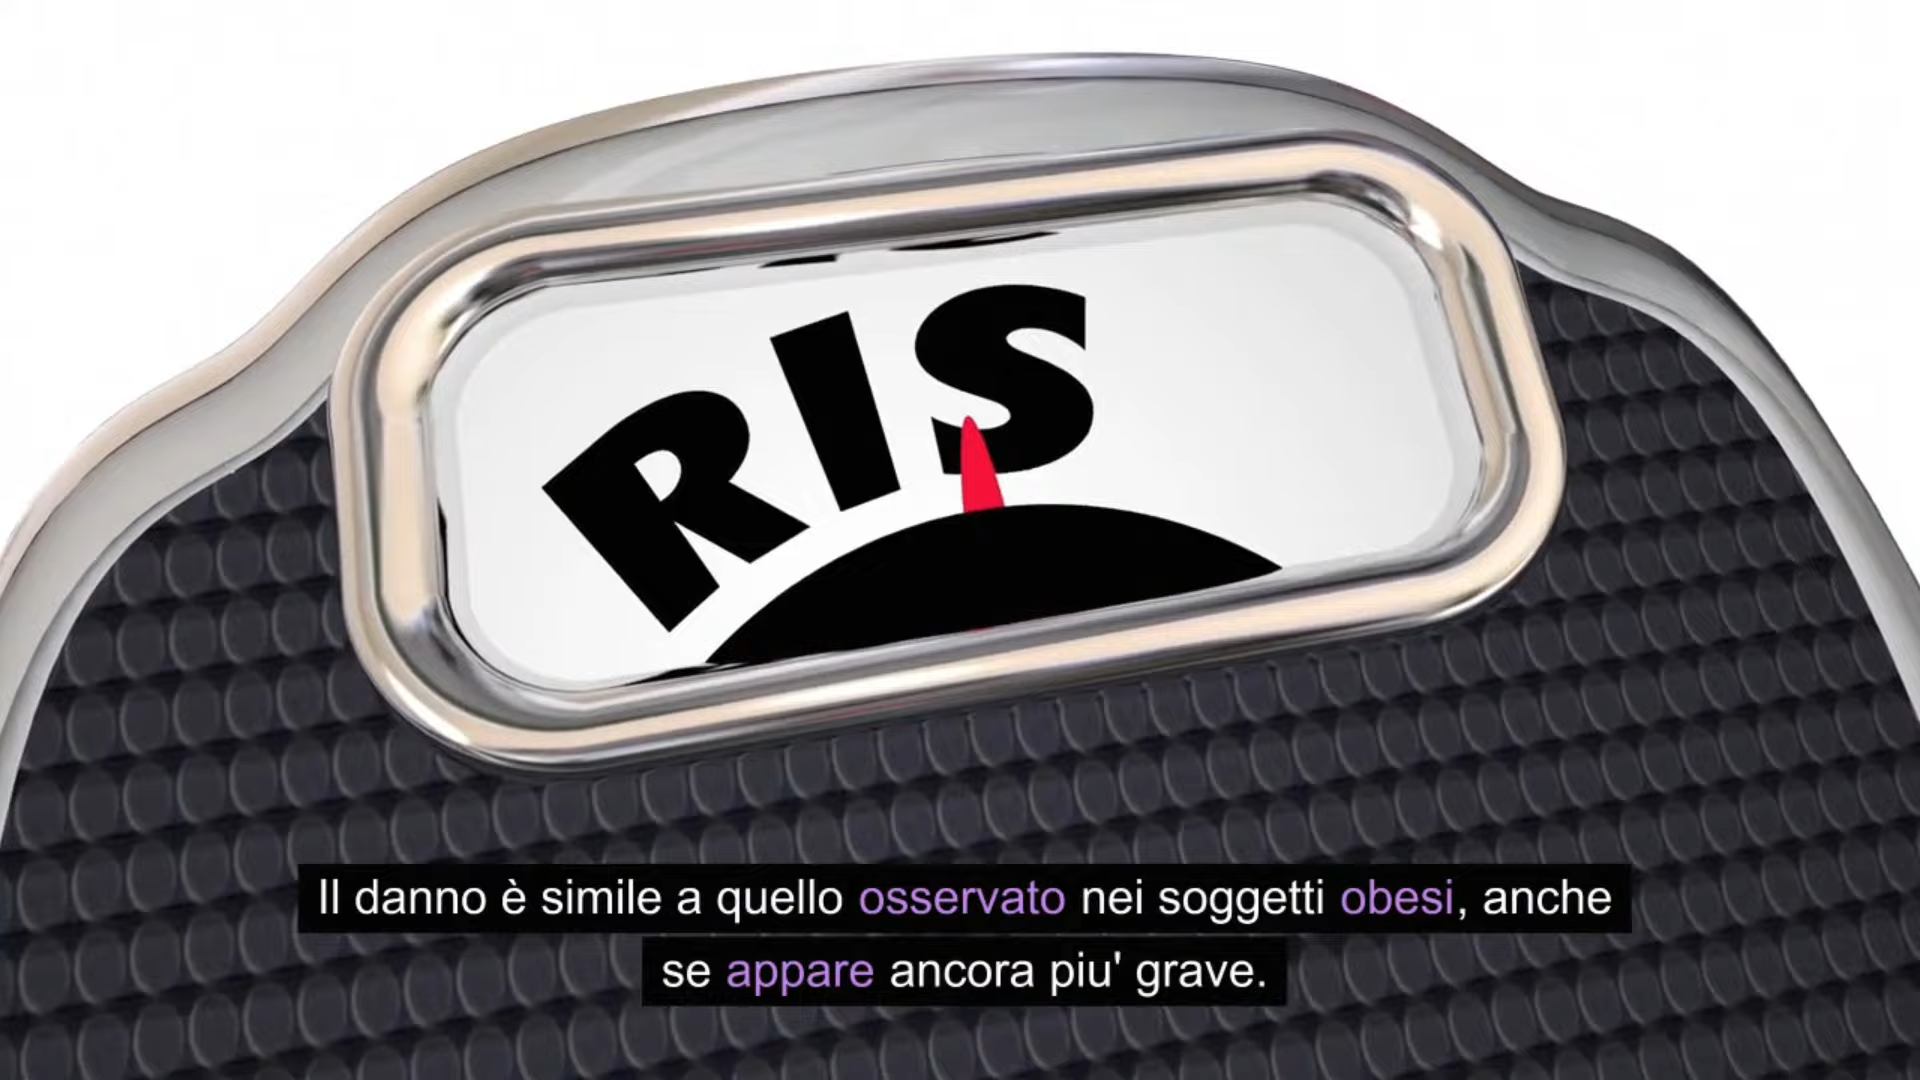 RIS
Il danno è simile a quello osservato nei soggetti obesi, anche
se appare ancora piu' grave.